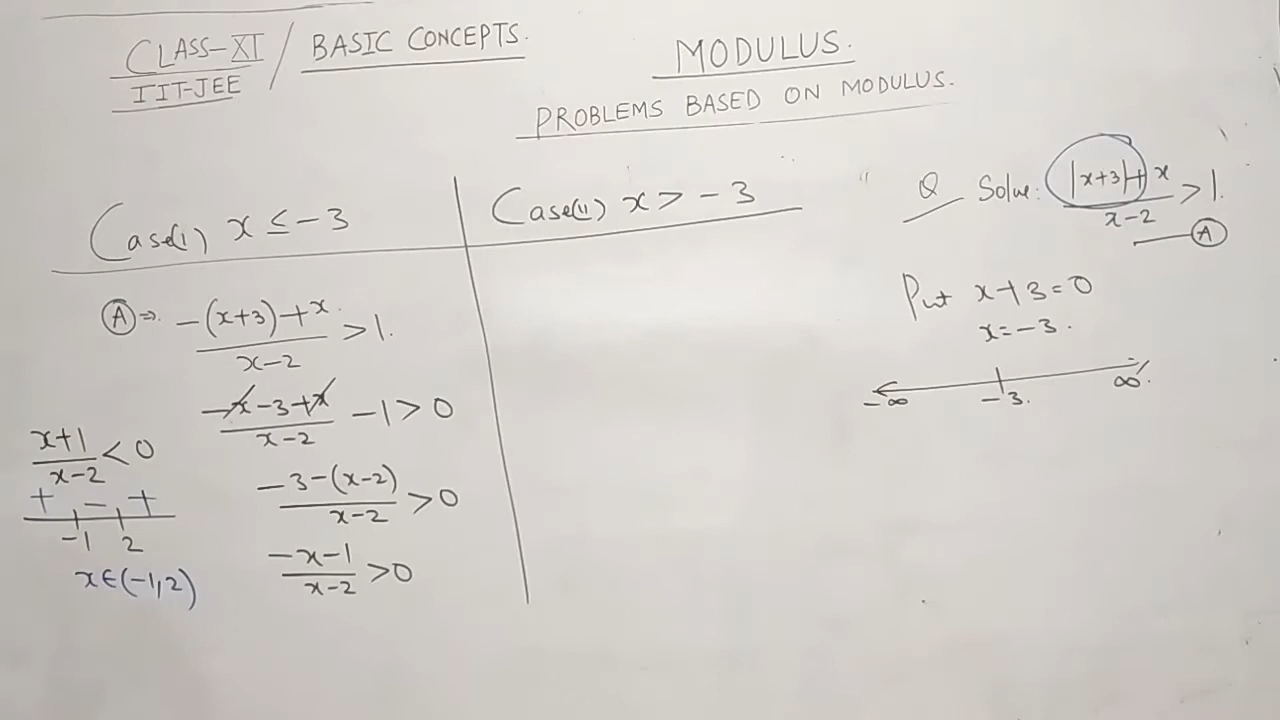 CLASS-XI / BASIC CONCEPTS.
IIT-JEE
MODULUS.
PROBLEMS BASED ON MODULUS.
Q Solve: (|x+3|+x)/(x-2) > 1.
A
Put x+3=0
x=-3.
-∞ -3. ∞
Case(i) x ≤ -3
A ⇒ (-(x+3)+x)/(x-2) > 1.
(-x-3+x)/(x-2) -1 > 0
(-3-(x-2))/(x-2) > 0
(-x-1)/(x-2) > 0
(x+1)/(x-2) < 0
+ - +
-1 2
x∈(-1,2)
Case(ii) x > -3